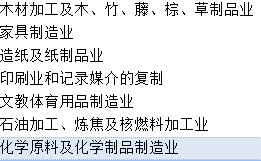 木材加工及木、竹、藤、棕、草制品业
家具制造业
造纸及纸制品业
印刷业和记录媒介的复制
文教体育用品制造业
石油加工、炼焦及核燃料加工业
化学原料及化学制品制造业